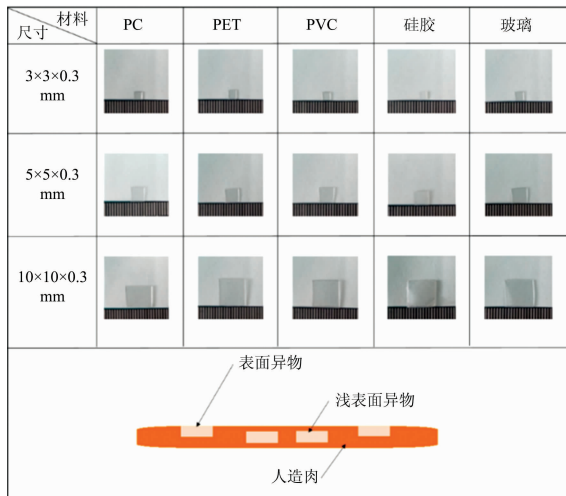 材料
尺寸
PC
PET
PVC
硅胶
玻璃
3×3×0.3
mm
5×5×0.3
mm
10×10×0.3
mm
表面异物
浅表面异物
人造肉